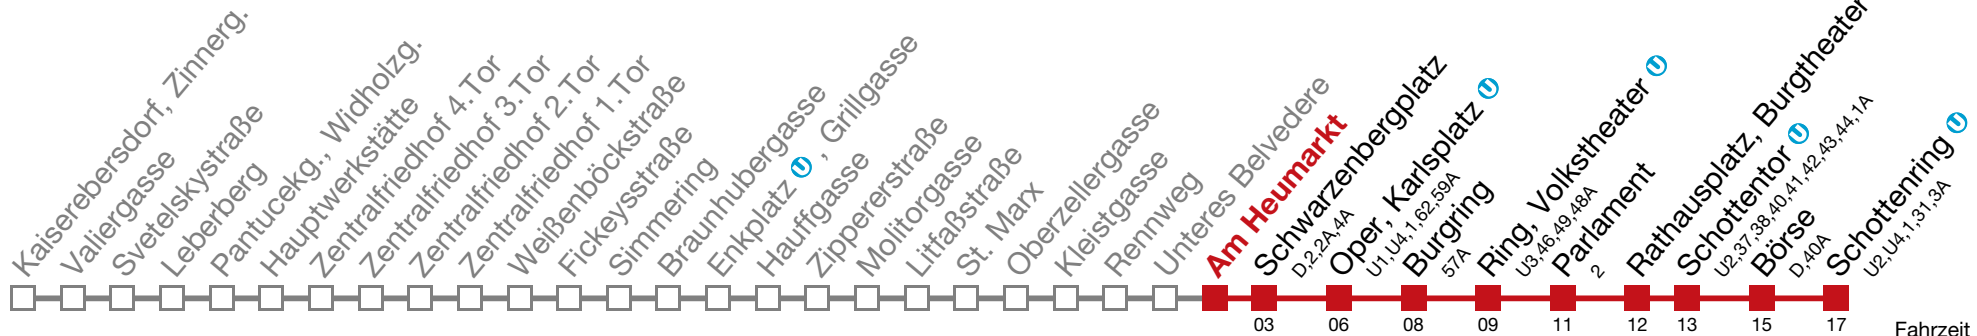 Kaiserebersdorf, Zinnerg.
Valiergasse
Svetelskystraße
Leberberg
Pantucekg., Widholzg.
Hauptwerkstätte
Zentralfriedhof 4.Tor
Zentralfriedhof 3.Tor
Zentralfriedhof 2.Tor
Zentralfriedhof 1.Tor
Weißenböckstraße
Fickeysstraße
Simmering
Braunhubergasse
Enkplatz U , Grillgasse
Hauffgasse
Zippererstraße
Molitorgasse
Litfaßstraße
St. Marx
Oberzellergasse
Kleistgasse
Rennweg
Unteres Belvedere
Am Heumarkt
Schwarzenbergplatz
D,2,2A,4A
Oper, Karlsplatz U
U1,U4,1,62,59A
Burgring
57A
Ring, Volkstheater U
U3,46,49,48A
Parlament
2
Rathausplatz, Burgtheater
Schottentor U
U2,37,38,40,41,42,43,44,1A
Börse
D,40A
Schottenring U
U2,U4,1,31,3A
03 06 08 09 11 12 13 15 17 Fahrzeit